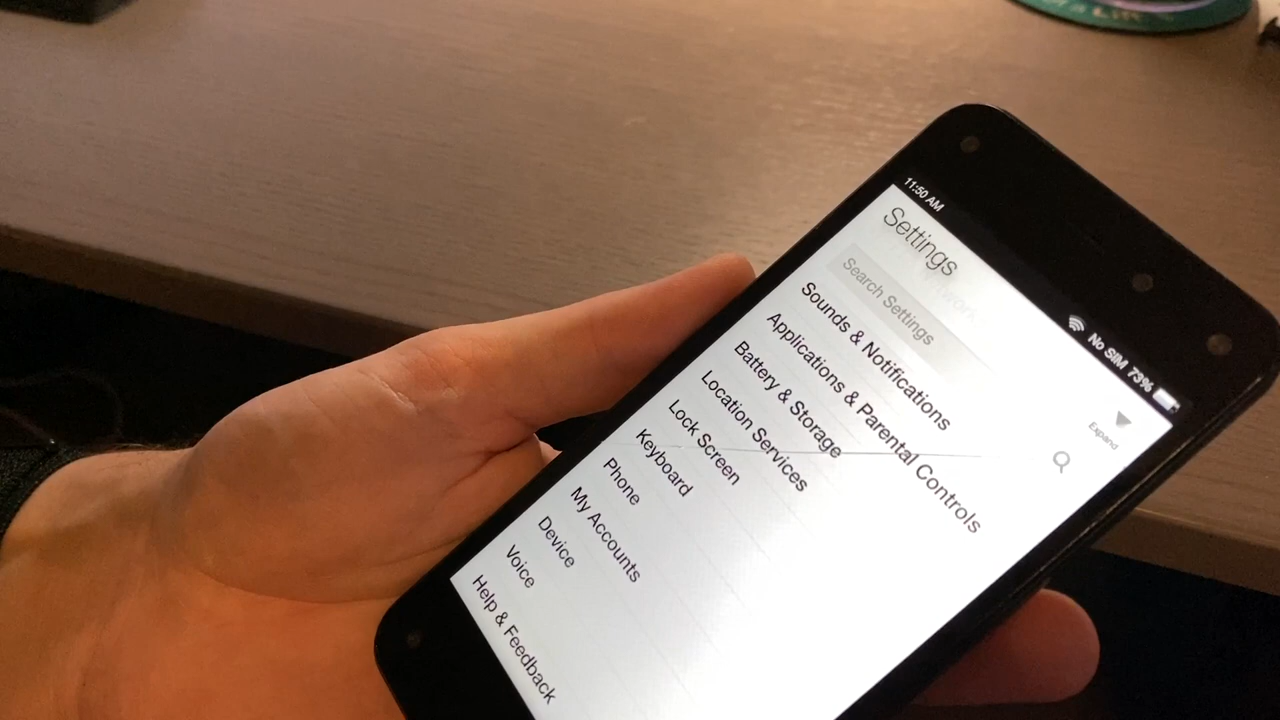 11:50 AM
No SIM 73%
Settings
Expand
Search Settings
Sounds & Notifications
Applications & Parental Controls
Battery & Storage
Location Services
Lock Screen
Keyboard
Phone
My Accounts
Device
Voice
Help & Feedback